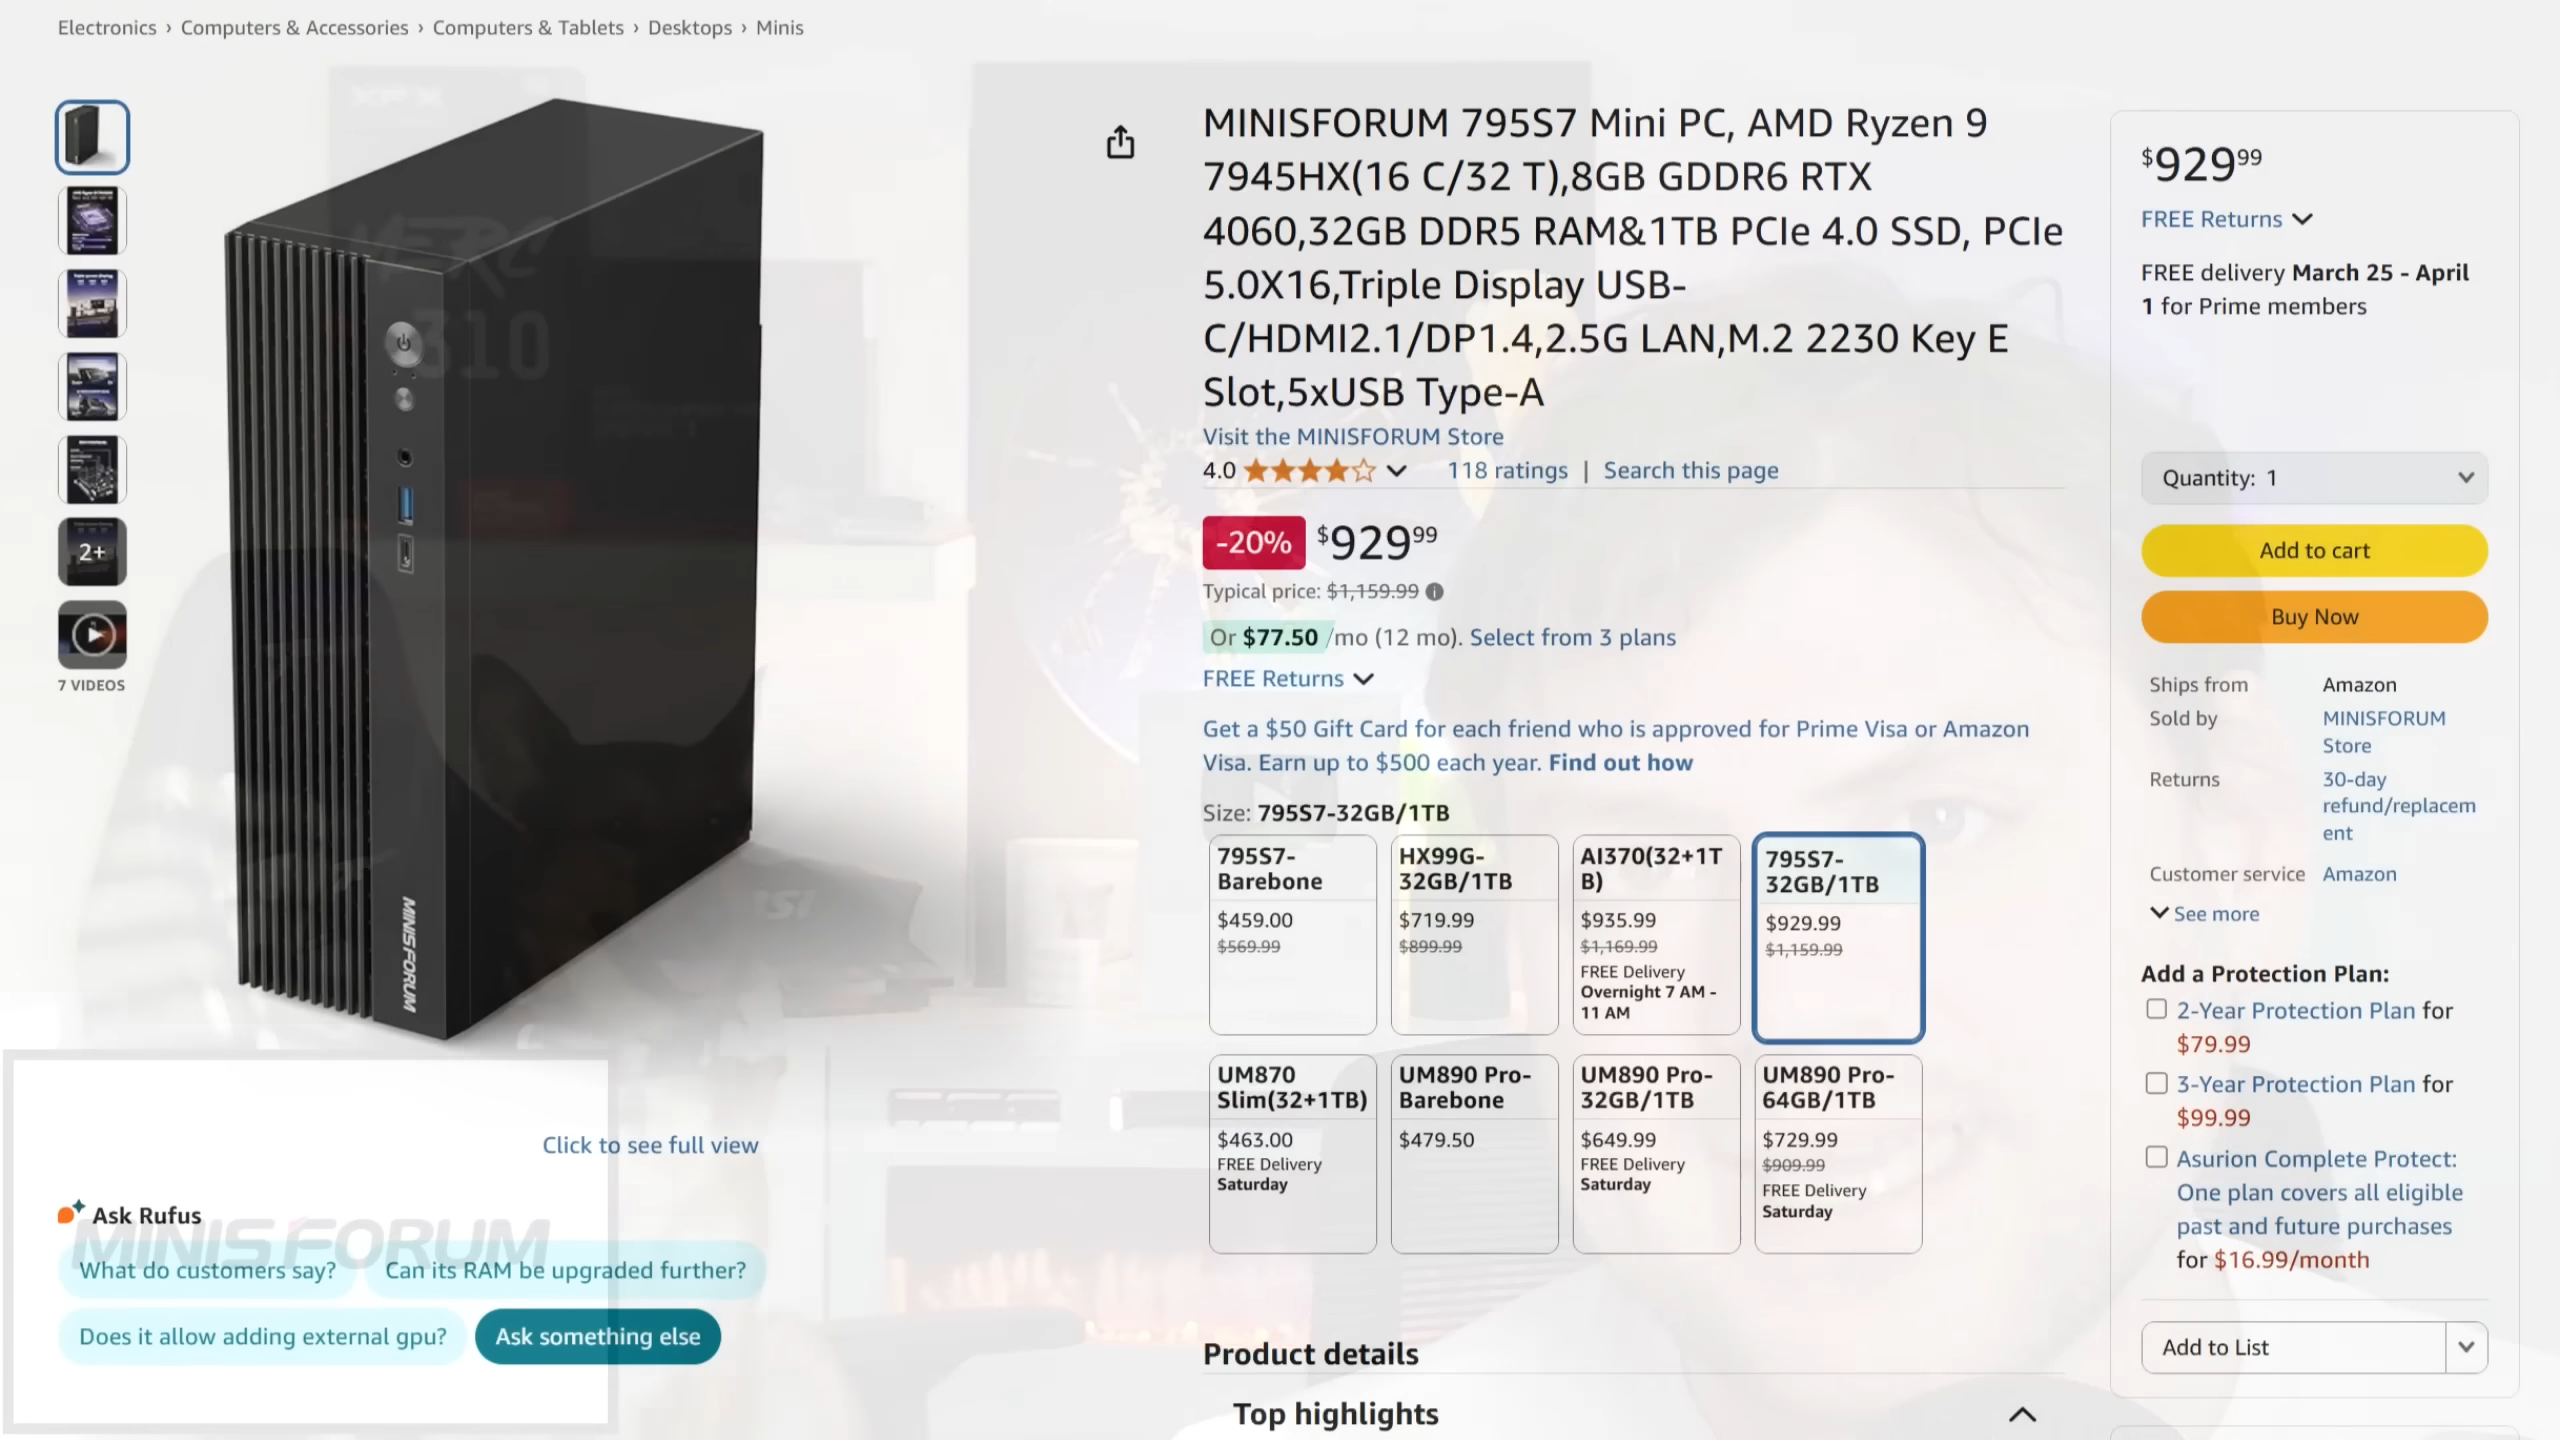 Electronics › Computers & Accessories › Computers & Tablets › Desktops › Minis
XFX
MERC
310
MINISFORUM
2+
7 VIDEOS
Click to see full view
Ask Rufus
MINISFORUM
What do customers say?
Can its RAM be upgraded further?
Does it allow adding external gpu?
Ask something else
MINISFORUM 795S7 Mini PC, AMD Ryzen 9
7945HX(16 C/32 T),8GB GDDR6 RTX
4060,32GB DDR5 RAM&1TB PCIe 4.0 SSD, PCIe
5.0X16,Triple Display USB-
C/HDMI2.1/DP1.4,2.5G LAN,M.2 2230 Key E
Slot,5xUSB Type-A
Visit the MINISFORUM Store
4.0 118 ratings | Search this page
-20% $929.99
Typical price: $1,159.99
Or $77.50 /mo (12 mo). Select from 3 plans
FREE Returns
Get a $50 Gift Card for each friend who is approved for Prime Visa or Amazon
Visa. Earn up to $500 each year. Find out how
Size: 795S7-32GB/1TB
795S7-
Barebone
$459.00
$569.99
HX99G-
32GB/1TB
$719.99
$899.99
AI370(32+1T
B)
$935.99
$1,169.99
FREE Delivery
Overnight 7 AM -
11 AM
795S7-
32GB/1TB
$929.99
$1,159.99
UM870
Slim(32+1TB)
$463.00
FREE Delivery
Saturday
UM890 Pro-
Barebone
$479.50
UM890 Pro-
32GB/1TB
$649.99
FREE Delivery
Saturday
UM890 Pro-
64GB/1TB
$729.99
$909.99
FREE Delivery
Saturday
Product details
Top highlights
$929.99
FREE Returns
FREE delivery March 25 - April
1 for Prime members
Quantity: 1
Add to cart
Buy Now
Ships from Amazon
Sold by MINISFORUM
Store
Returns 30-day
refund/replacem
ent
Customer service Amazon
See more
Add a Protection Plan:
2-Year Protection Plan for
$79.99
3-Year Protection Plan for
$99.99
Asurion Complete Protect:
One plan covers all eligible
past and future purchases
for $16.99/month
Add to List